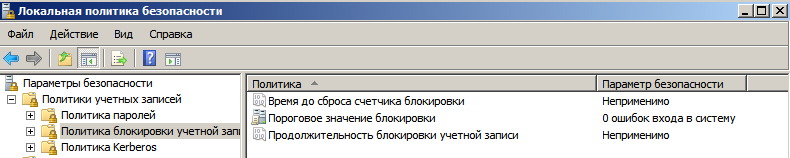 Локальная политика безопасности
Файл Действие Вид Справка
Параметры безопасности
Политики учетных записей
Политика паролей
Политика блокировки учетной запи
Политика Kerberos
Политика Параметр безопасности
Время до сброса счетчика блокировки Неприменимо
Пороговое значение блокировки 0 ошибок входа в систему
Продолжительность блокировки учетной записи Неприменимо